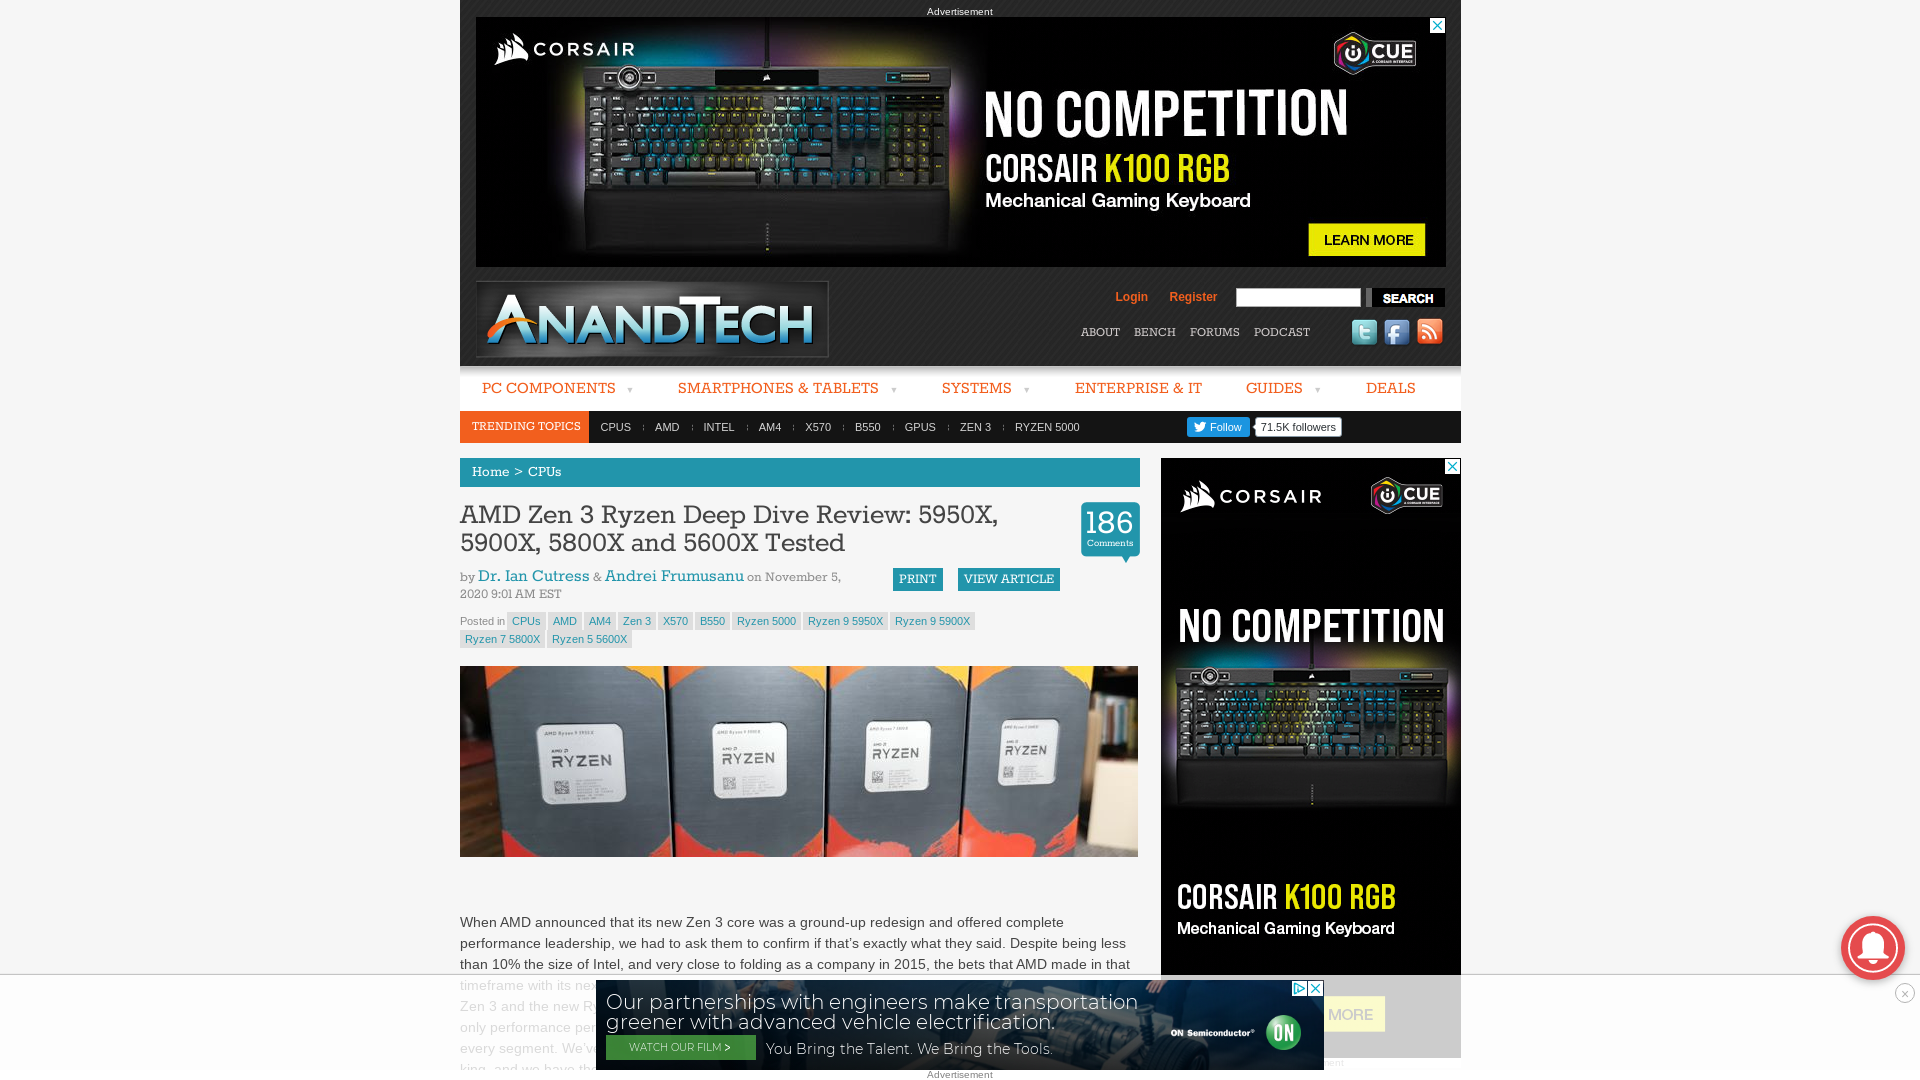 Advertisement
CORSAIR
iCUE
NO COMPETITION
CORSAIR K100 RGB
Mechanical Gaming Keyboard
LEARN MORE
ANANDTECH
Login Register SEARCH
ABOUT BENCH FORUMS PODCAST
PC COMPONENTS SMARTPHONES & TABLETS SYSTEMS ENTERPRISE & IT GUIDES DEALS
TRENDING TOPICS CPUS AMD INTEL AM4 X570 B550 GPUS ZEN 3 RYZEN 5000 Follow 71.5K followers
Home > CPUs
AMD Zen 3 Ryzen Deep Dive Review: 5950X,
5900X, 5800X and 5600X Tested
186
Comments
by Dr. Ian Cutress & Andrei Frumusanu on November 5,
2020 9:01 AM EST
PRINT VIEW ARTICLE
Posted in CPUs AMD AM4 Zen 3 X570 B550 Ryzen 5000 Ryzen 9 5950X Ryzen 9 5900X
Ryzen 7 5800X Ryzen 5 5600X
AMD
RYZEN
AMD
RYZEN
AMD
RYZEN
AMD
RYZEN
When AMD announced that its new Zen 3 core was a ground-up redesign and offered complete
performance leadership, we had to ask them to confirm if that’s exactly what they said. Despite being less
than 10% the size of Intel, and very close to folding as a company in 2015, the bets that AMD made in that
timeframe with its
Zen 3 and the new
only performance
every segment. We’ve
king, and we have
CORSAIR
iCUE
NO COMPETITION
CORSAIR K100 RGB
Mechanical Gaming Keyboard
MORE
Our partnerships with engineers make transportation
greener with advanced vehicle electrification.
WATCH OUR FILM >
You Bring the Talent. We Bring the Tools.
ON Semiconductor
ON
Advertisement